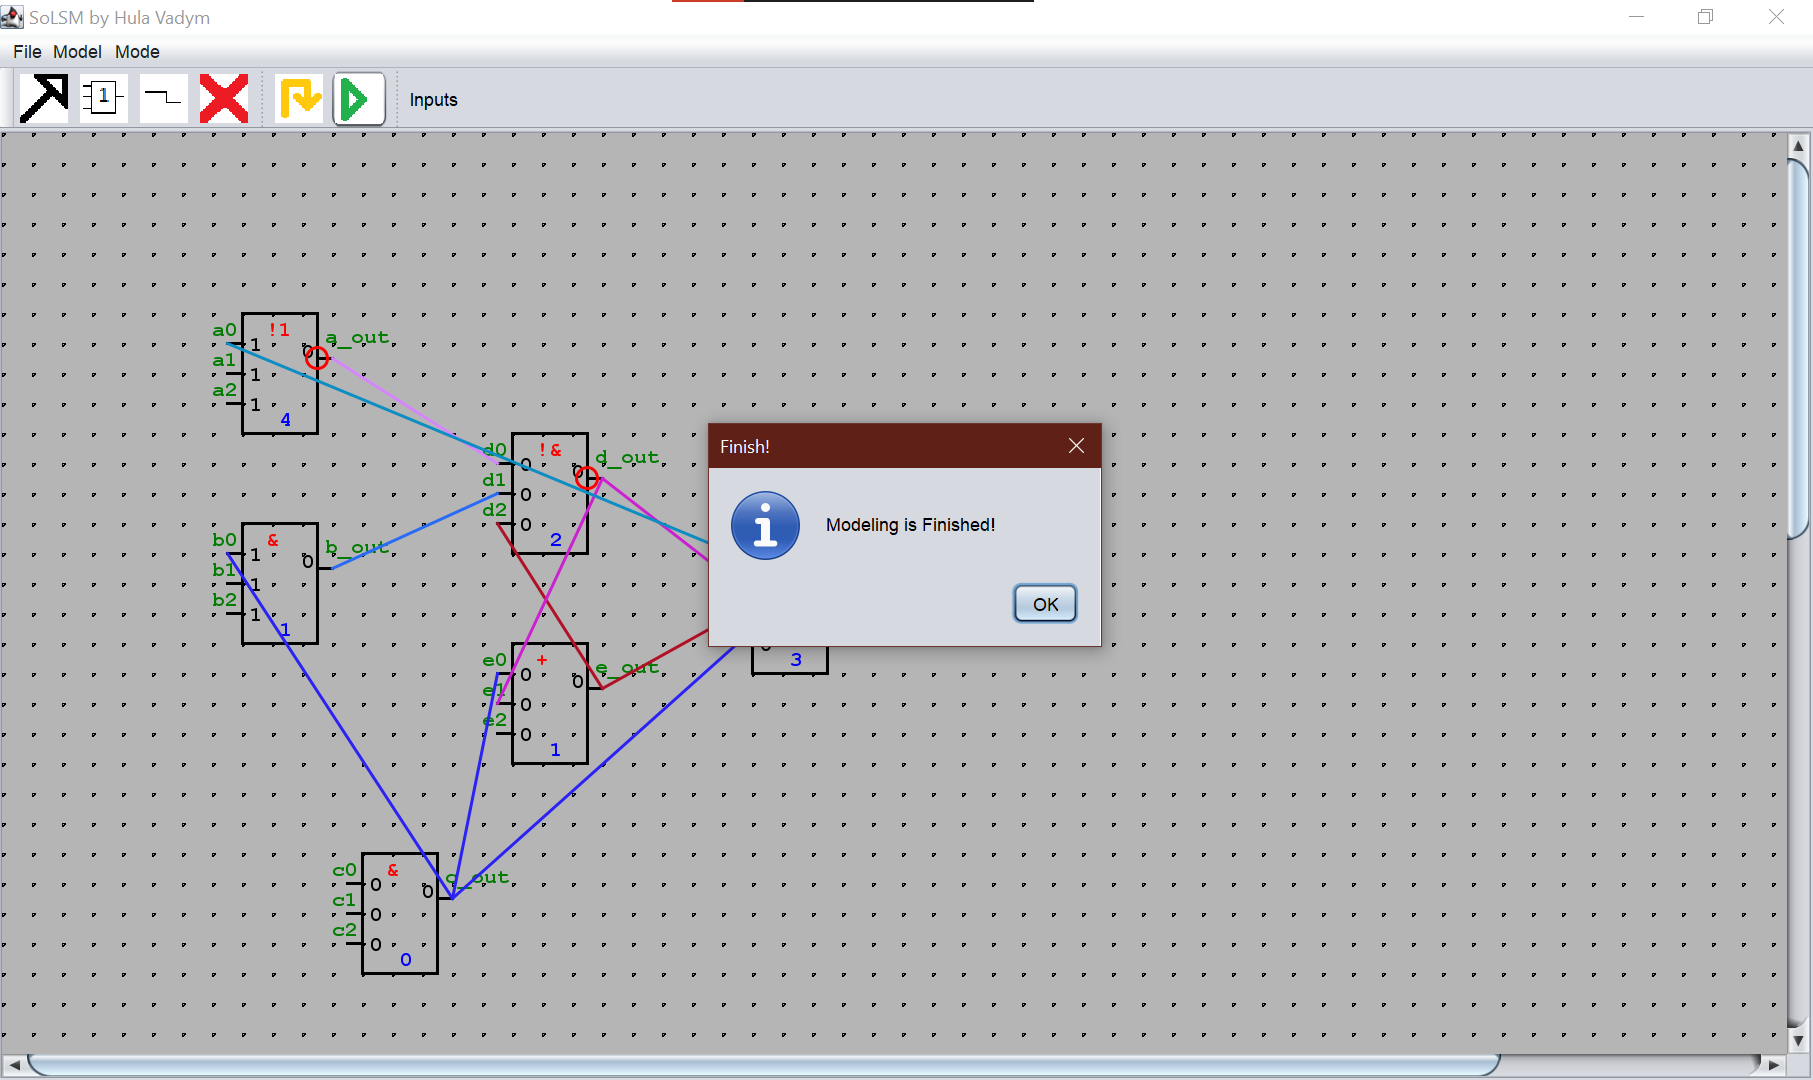 SoLSM by Hula Vadym
File Model Mode
1 Inputs
a0 !1 a_out
1 0
a1 1
a2 1
4
d0 !& d_out
0 0
d1 0
d2 0
2
b0 & b_out
1 0
b1 1
b2 1
1
e0 + e_out
0 0
e1 0
e2 0
1
c0 & c_out
0 0
c1 0
c2 0
0
3
Finish!
Modeling is Finished!
OK